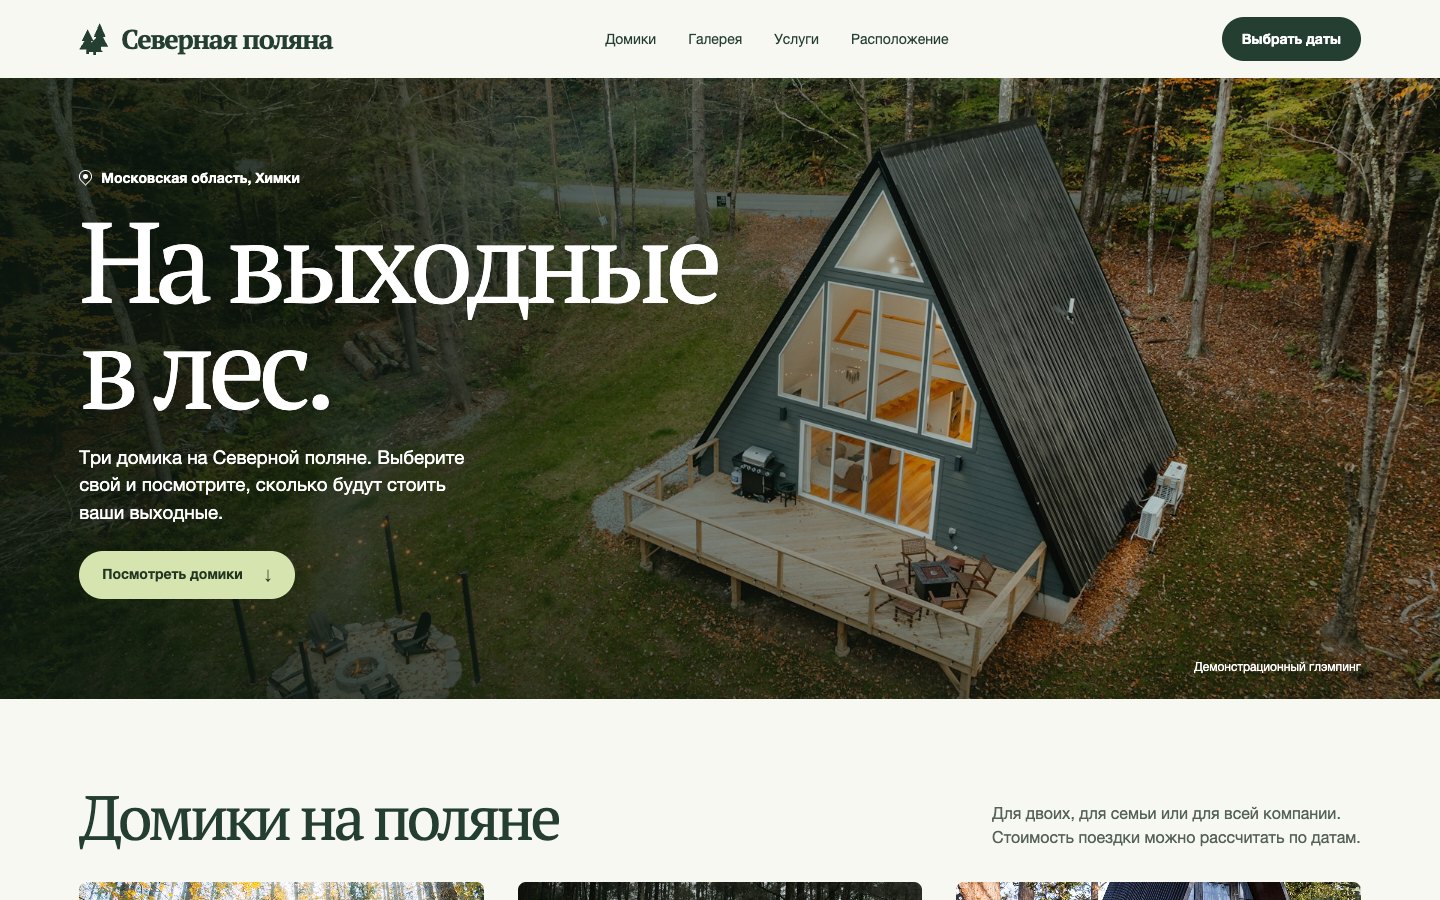 Северная поляна
Домики
Галерея
Услуги
Расположение
Выбрать даты
Московская область, Химки
На выходные
в лес.
Три домика на Северной поляне. Выберите
свой и посмотрите, сколько будут стоить
ваши выходные.
Посмотреть домики ↓
Демонстрационный глэмпинг
Домики на поляне
Для двоих, для семьи или для всей компании.
Стоимость поездки можно рассчитать по датам.